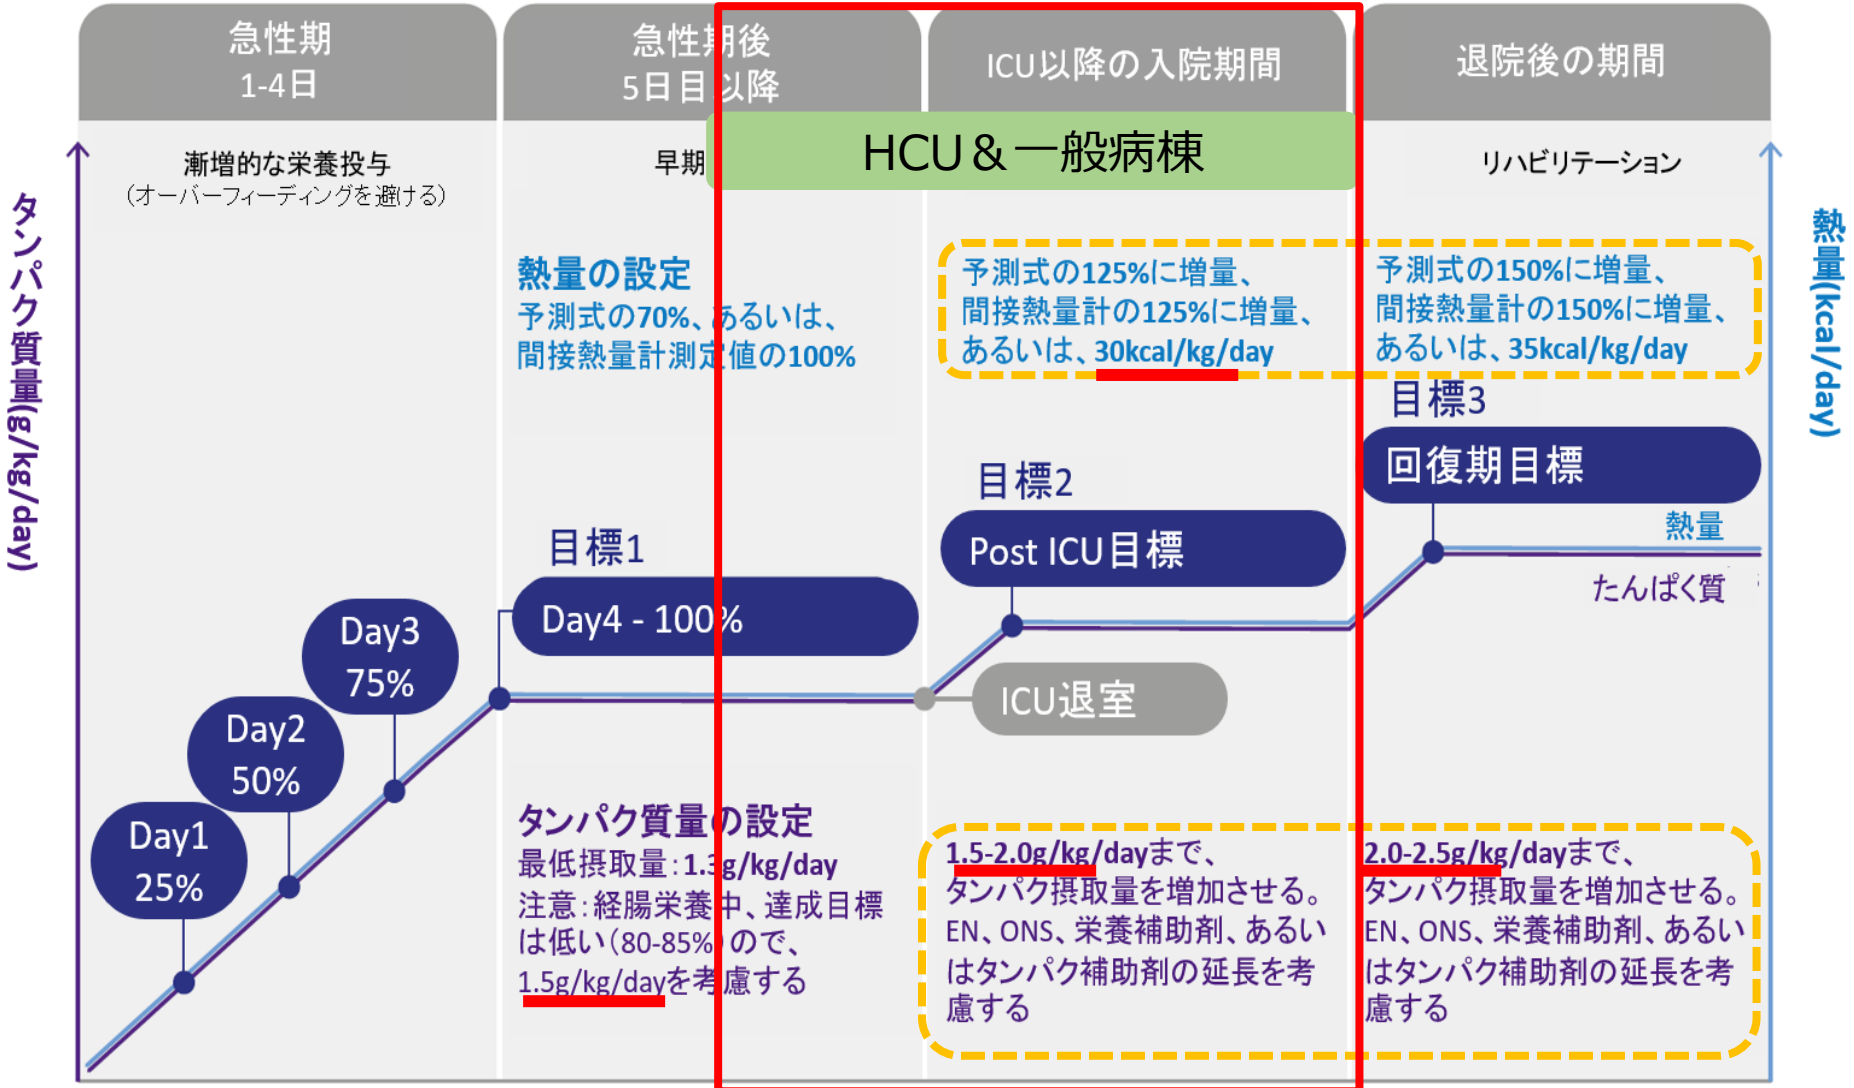 急性期
1-4日
急性期後
5日目以降
ICU以降の入院期間
退院後の期間
HCU＆一般病棟
漸増的な栄養投与
（オーバーフィーディングを避ける）
早期
リハビリテーション
タンパク質量(g/kg/day)
熱量(kcal/day)
熱量の設定
予測式の70%、あるいは、
間接熱量計測定値の100%
予測式の125%に増量、
間接熱量計の125%に増量、
あるいは、30kcal/kg/day
予測式の150%に増量、
間接熱量計の150%に増量、
あるいは、35kcal/kg/day
目標3
回復期目標
目標2
Post ICU目標
目標1
Day4 - 100%
熱量
たんぱく質
Day3
75%
ICU退室
Day2
50%
Day1
25%
タンパク質量の設定
最低摂取量：1.3g/kg/day
注意：経腸栄養中、達成目標
は低い（80-85%）ので、
1.5g/kg/dayを考慮する
1.5-2.0g/kg/dayまで、
タンパク摂取量を増加させる。
EN、ONS、栄養補助剤、あるい
はタンパク補助剤の延長を考
慮する
2.0-2.5g/kg/dayまで、
タンパク摂取量を増加させる。
EN、ONS、栄養補助剤、あるい
はタンパク補助剤の延長を考
慮する